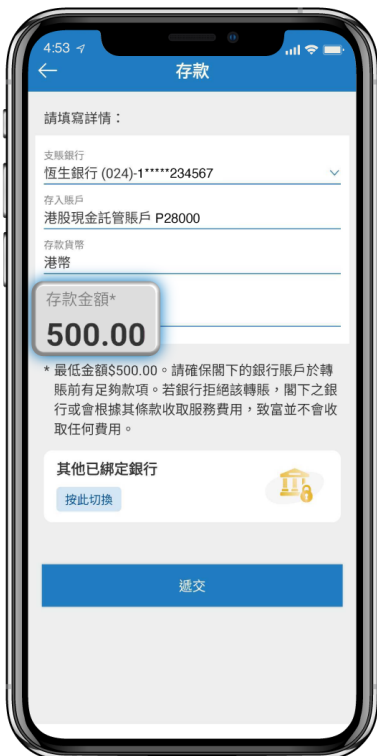 4:53
存款
請填寫詳情：
支賬銀行
恆生銀行 (024)-1*****234567
存入賬戶
港股現金託管賬戶 P28000
存款貨幣
港幣
存款金額*
500.00
* 最低金額$500.00。請確保閣下的銀行賬戶於轉
賬前有足夠款項。若銀行拒絕該轉賬，閣下之銀
行或會根據其條款收取服務費用，致富並不會收
取任何費用。
其他已綁定銀行
按此切換
遞交